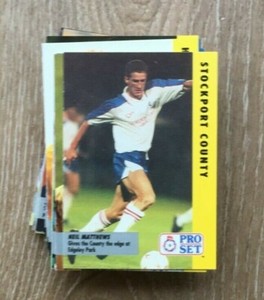 STOCKPORT COUNTY
NEIL MATTHEWS
Gives the County the edge at
Edgeley Park.
PRO
SET